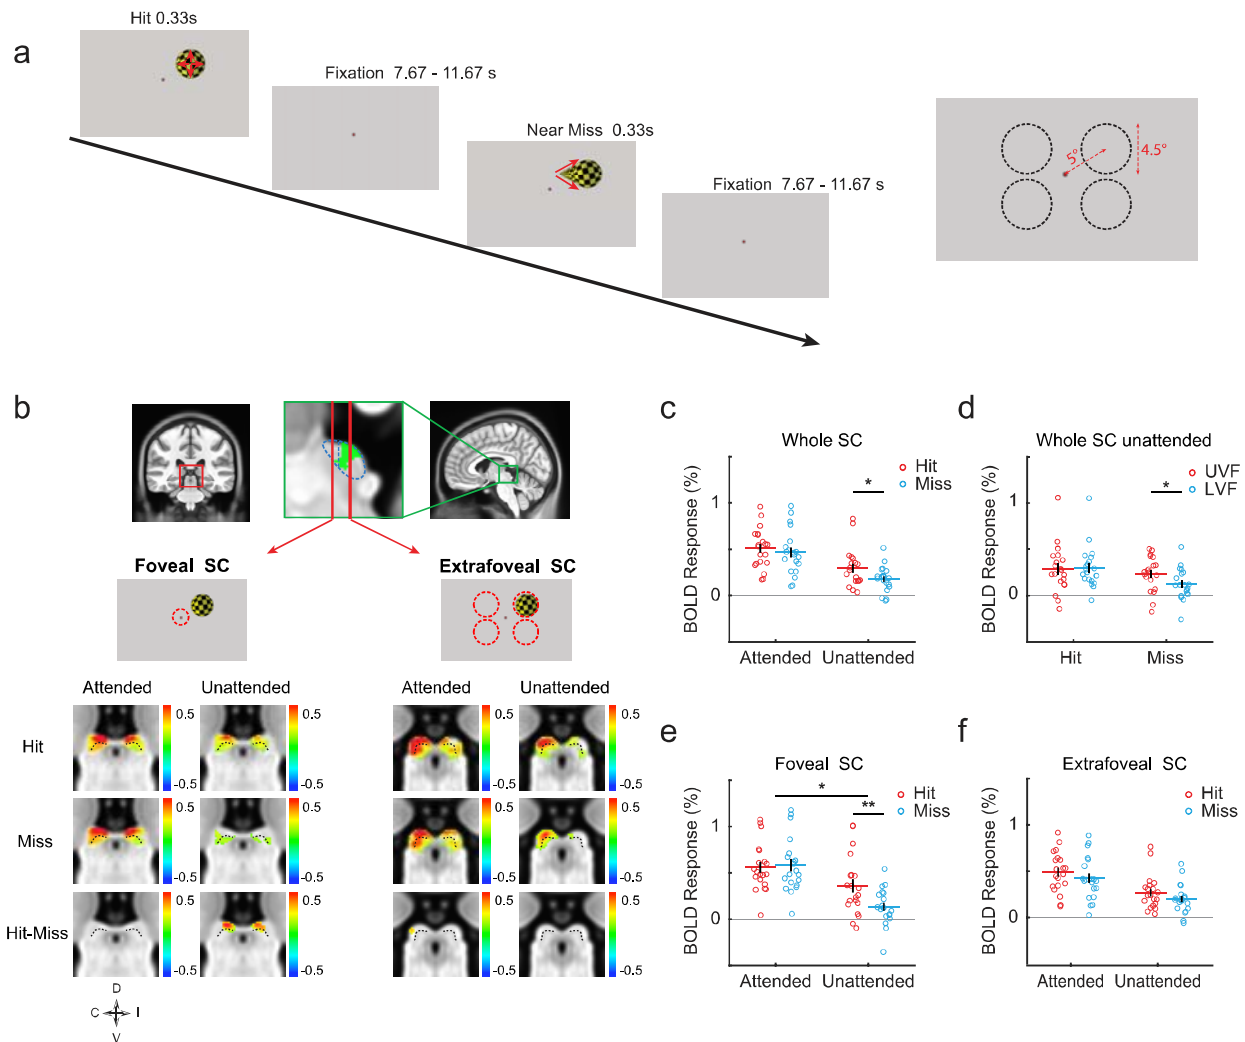 a
Hit 0.33s
Fixation 7.67 - 11.67 s
Near Miss 0.33s
Fixation 7.67 - 11.67 s
5°
4.5°
b
Foveal SC
Extrafoveal SC
Attended Unattended
Attended Unattended
Hit
0.5
-0.5
0.5
-0.5
0.5
-0.5
0.5
-0.5
Miss
0.5
-0.5
0.5
-0.5
0.5
-0.5
0.5
-0.5
Hit-Miss
0.5
-0.5
0.5
-0.5
0.5
-0.5
0.5
-0.5
D
C I
V
c
Whole SC
Hit
Miss
*
BOLD Response (%)
1
0
Attended Unattended
d
Whole SC unattended
UVF
LVF
*
BOLD Response (%)
1
0
Hit Miss
e
Foveal SC
Hit
Miss
*
**
BOLD Response (%)
1
0
Attended Unattended
f
Extrafoveal SC
Hit
Miss
BOLD Response (%)
1
0
Attended Unattended